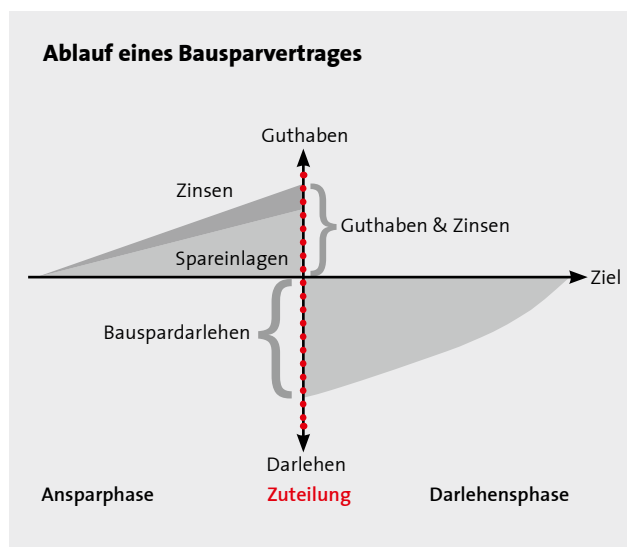 Ablauf eines Bausparvertrages
Guthaben
Zinsen
Guthaben & Zinsen
Spareinlagen
Ziel
Bauspardarlehen
Darlehen
Ansparphase
Zuteilung
Darlehensphase